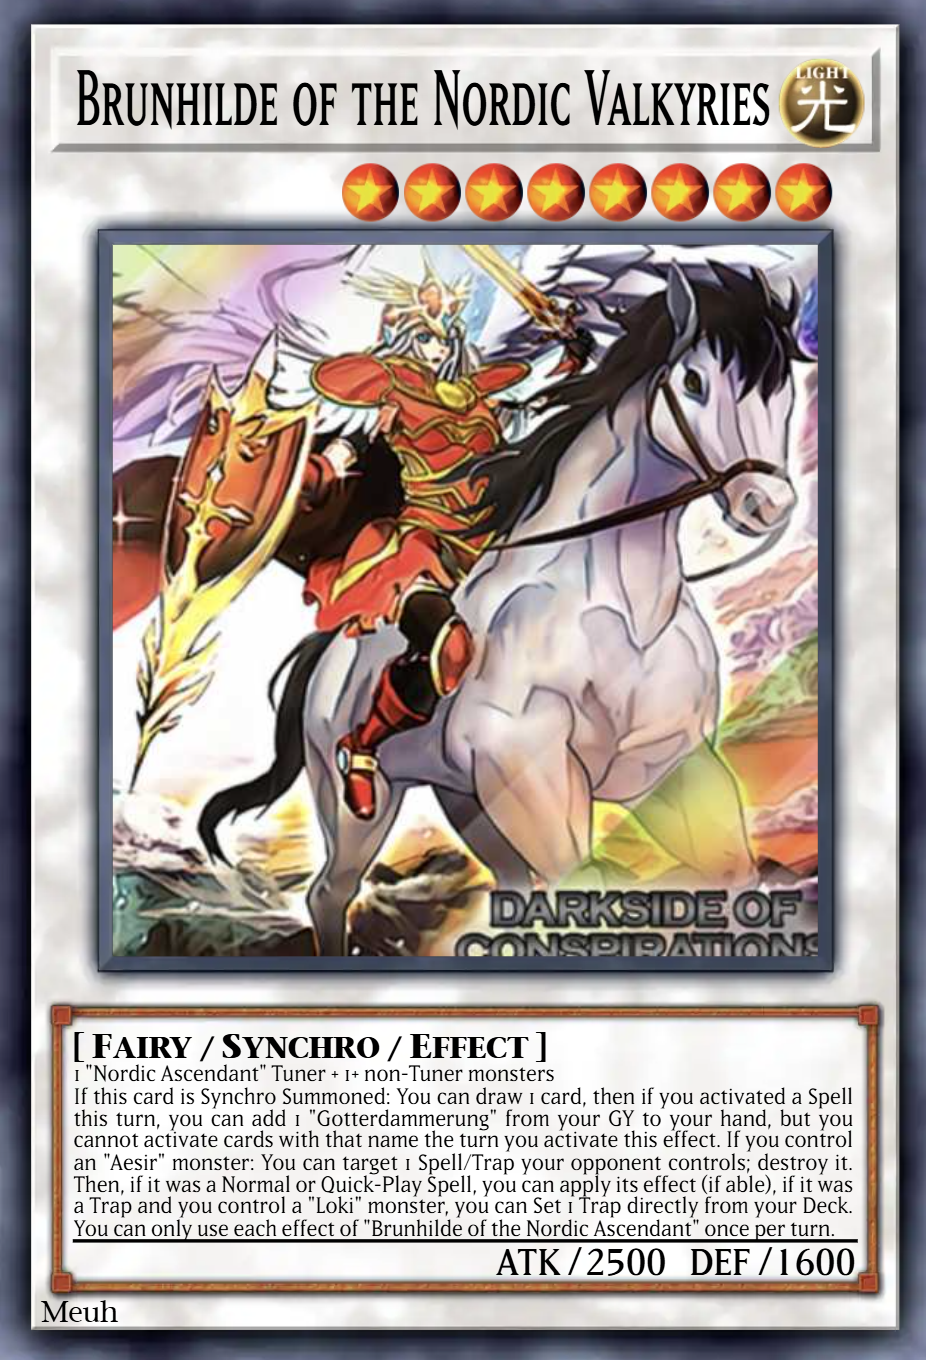 Brunhilde of the Nordic Valkyries
LIGHT
光
DARKSIDE OF
CONSPIRATIONS
[ Fairy / Synchro / Effect ]
1 "Nordic Ascendant" Tuner + 1+ non-Tuner monsters
If this card is Synchro Summoned: You can draw 1 card, then if you activated a Spell
this turn, you can add 1 "Gotterdammerung" from your GY to your hand, but you
cannot activate cards with that name the turn you activate this effect. If you control
an "Aesir" monster: You can target 1 Spell/Trap your opponent controls; destroy it.
Then, if it was a Normal or Quick-Play Spell, you can apply its effect (if able), if it was
a Trap and you control a "Loki" monster, you can Set 1 Trap directly from your Deck.
You can only use each effect of "Brunhilde of the Nordic Ascendant" once per turn.
ATK/2500 DEF/1600
Meuh